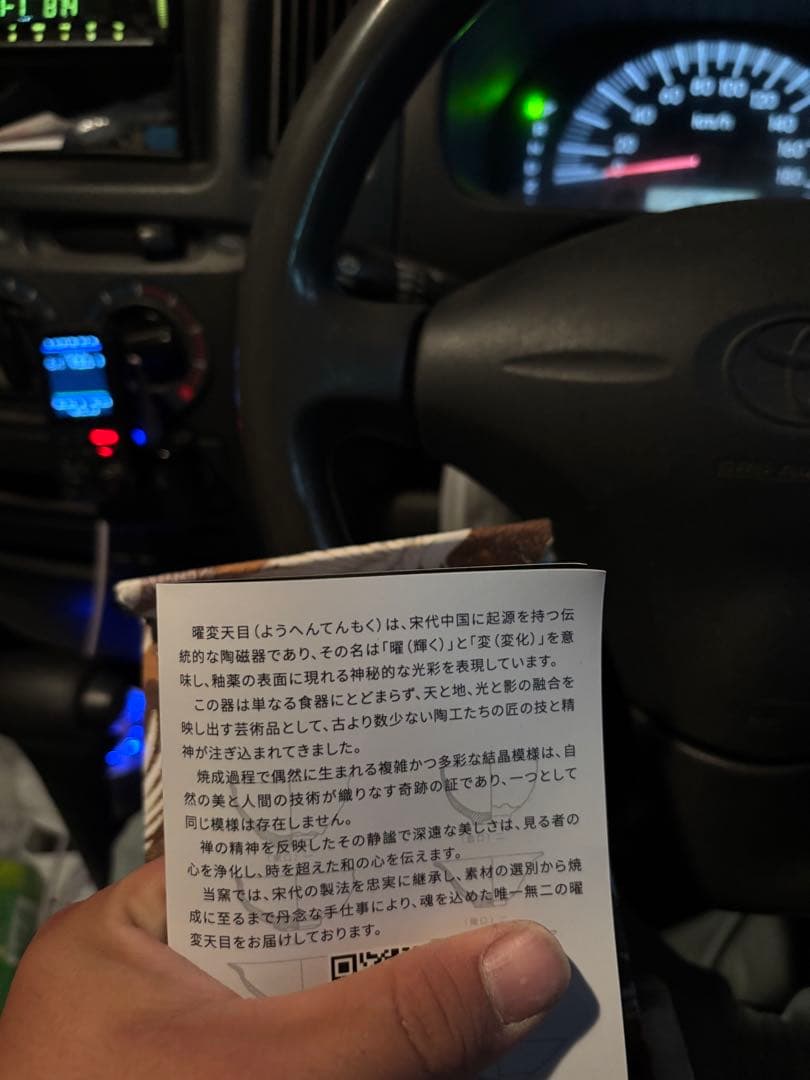 20
40
60
80
100
120
140
160
180
km/h
曜変天目(ようへんてんもく)は、宋代中国に起源を持つ伝
統的な陶磁器であり、その名は「曜(輝く)」と「変(変化)」を意
味し、釉薬の表面に現れる神秘的な光彩を表現しています。
この器は単なる食器にとどまらず、天と地、光と影の融合を
映し出す芸術品として、古より数少ない陶工たちの匠の技と精
神が注ぎ込まれてきました。
焼成過程で偶然に生まれる複雑かつ多彩な結晶模様は、自
然の美と人間の技術が織りなす奇跡の証であり、一つとして
同じ模様は存在しません。
禅の精神を反映したその静謐で深遠な美しさは、見る者の
心を浄化し、時を超えた和の心を伝えます。
当窯では、宋代の製法を忠実に継承し、素材の選別から焼
成に至るまで丹念な手仕事により、魂を込めた唯一無二の曜
変天目をお届けしております。